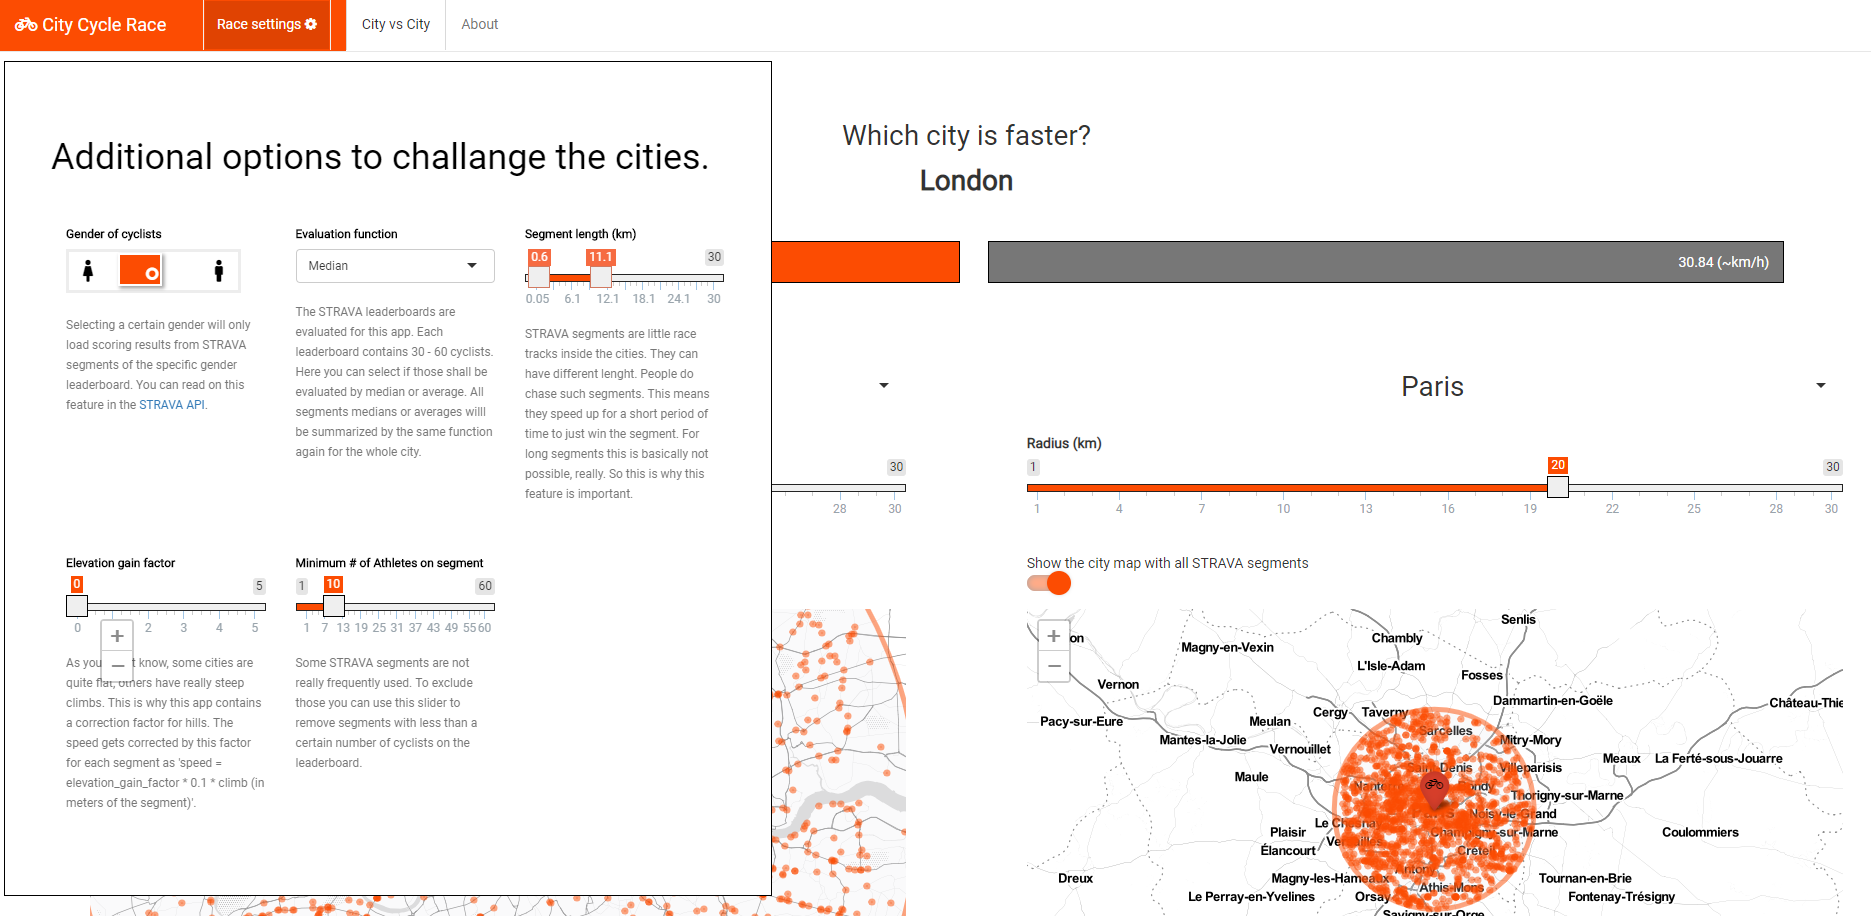 City Cycle Race
Race settings
City vs City
About
Additional options to challange the cities.
Gender of cyclists
Selecting a certain gender will only
load scoring results from STRAVA
segments of the specific gender
leaderboard. You can read on this
feature in the STRAVA API.
Evaluation function
Median
The STRAVA leaderboards are
evaluated for this app. Each
leaderboard contains 30 - 60 cyclists.
Here you can select if those shall be
evaluated by median or average. All
segments medians or averages willl
be summarized by the same function
again for the whole city.
Segment length (km)
0.6 11.1 30
0.05 6.1 12.1 18.1 24.1 30
STRAVA segments are little race
tracks inside the cities. They can
have different lenght. People do
chase such segments. This means
they speed up for a short period of
time to just win the segment. For
long segments this is basically not
possible, really. So this is why this
feature is important.
Elevation gain factor
0 5
0 2 3 4 5
As you know, some cities are
quite flat, others have really steep
climbs. This is why this app contains
a correction factor for hills. The
speed gets corrected by this factor
for each segment as 'speed =
elevation_gain_factor * 0.1 * climb (in
meters of the segment)'.
Minimum # of Athletes on segment
1 10 60
1 7 13 19 25 31 37 43 49 55 60
Some STRAVA segments are not
really frequently used. To exclude
those you can use this slider to
remove segments with less than a
certain number of cyclists on the
leaderboard.
+
−
Which city is faster?
London
30.84 (~km/h)
30
28 30
Paris
Radius (km)
1 20 30
1 4 7 10 13 16 19 22 25 28 30
Show the city map with all STRAVA segments
+
−
on
Senlis
Chambly
Magny-en-Vexin
L'Isle-Adam
Fosses
Vernon
Dammartin-en-Goële
Château-Thie
Cergy
Taverny
Pacy-sur-Eure
Meulan
Sarcelles
Mantes-la-Jolie
Mitry-Mory
Vernouillet
Meaux
La Ferté-sous-Jouarre
Saint-Denis
Villeparisis
Maule
Thorigny-sur-Marne
Noisy-le-Grand
Le Chesna
Plaisir
Champigny-sur-Marne
Coulommiers
Versailles
Élancourt
Creteil
Antony
Dreux
Magny-les-Hameaux
Tournan-en-Brie
Athis-Mons
Le Perray-en-Yvelines
Orsay
Fontenay-Trésigny
Savigny-sur-Orge